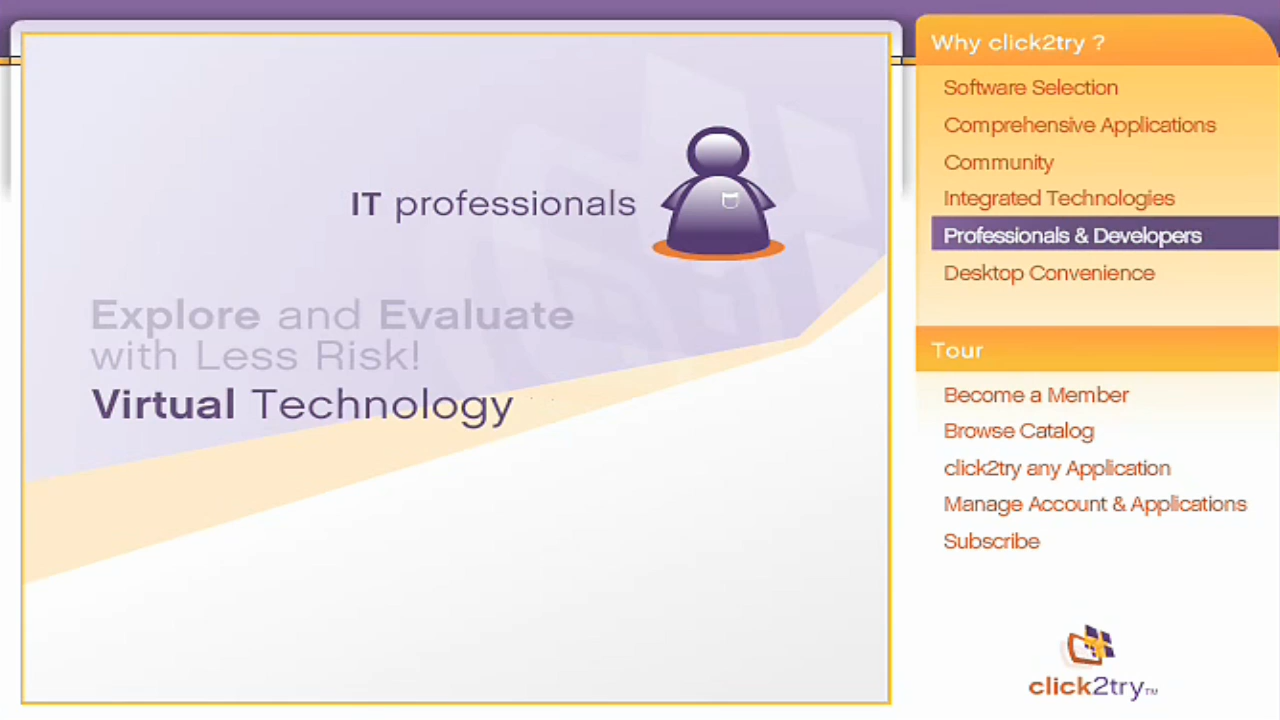 IT professionals
Explore and Evaluate
with Less Risk!
Virtual Technology
Why click2try ?
Software Selection
Comprehensive Applications
Community
Integrated Technologies
Professionals & Developers
Desktop Convenience
Tour
Become a Member
Browse Catalog
click2try any Application
Manage Account & Applications
Subscribe
click2try™